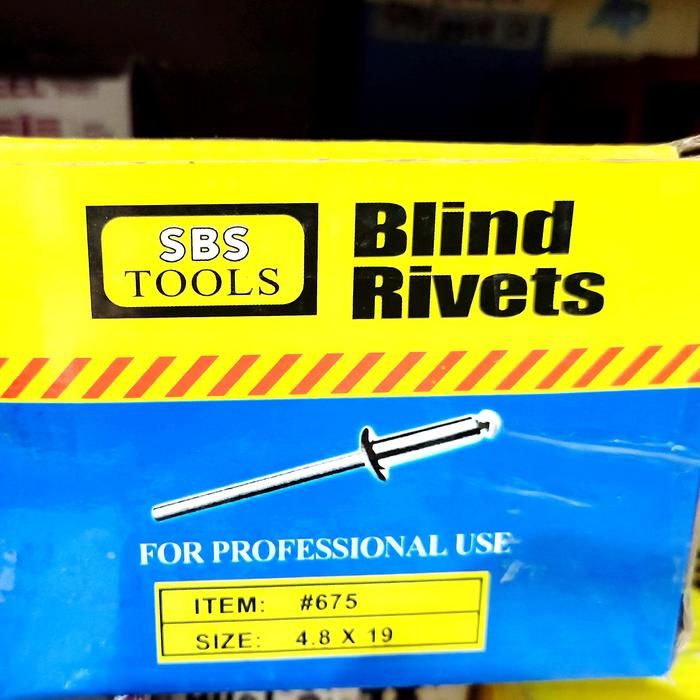 SBS
TOOLS
Blind
Rivets
FOR PROFESSIONAL USE
ITEM: #675
SIZE: 4.8 X 19